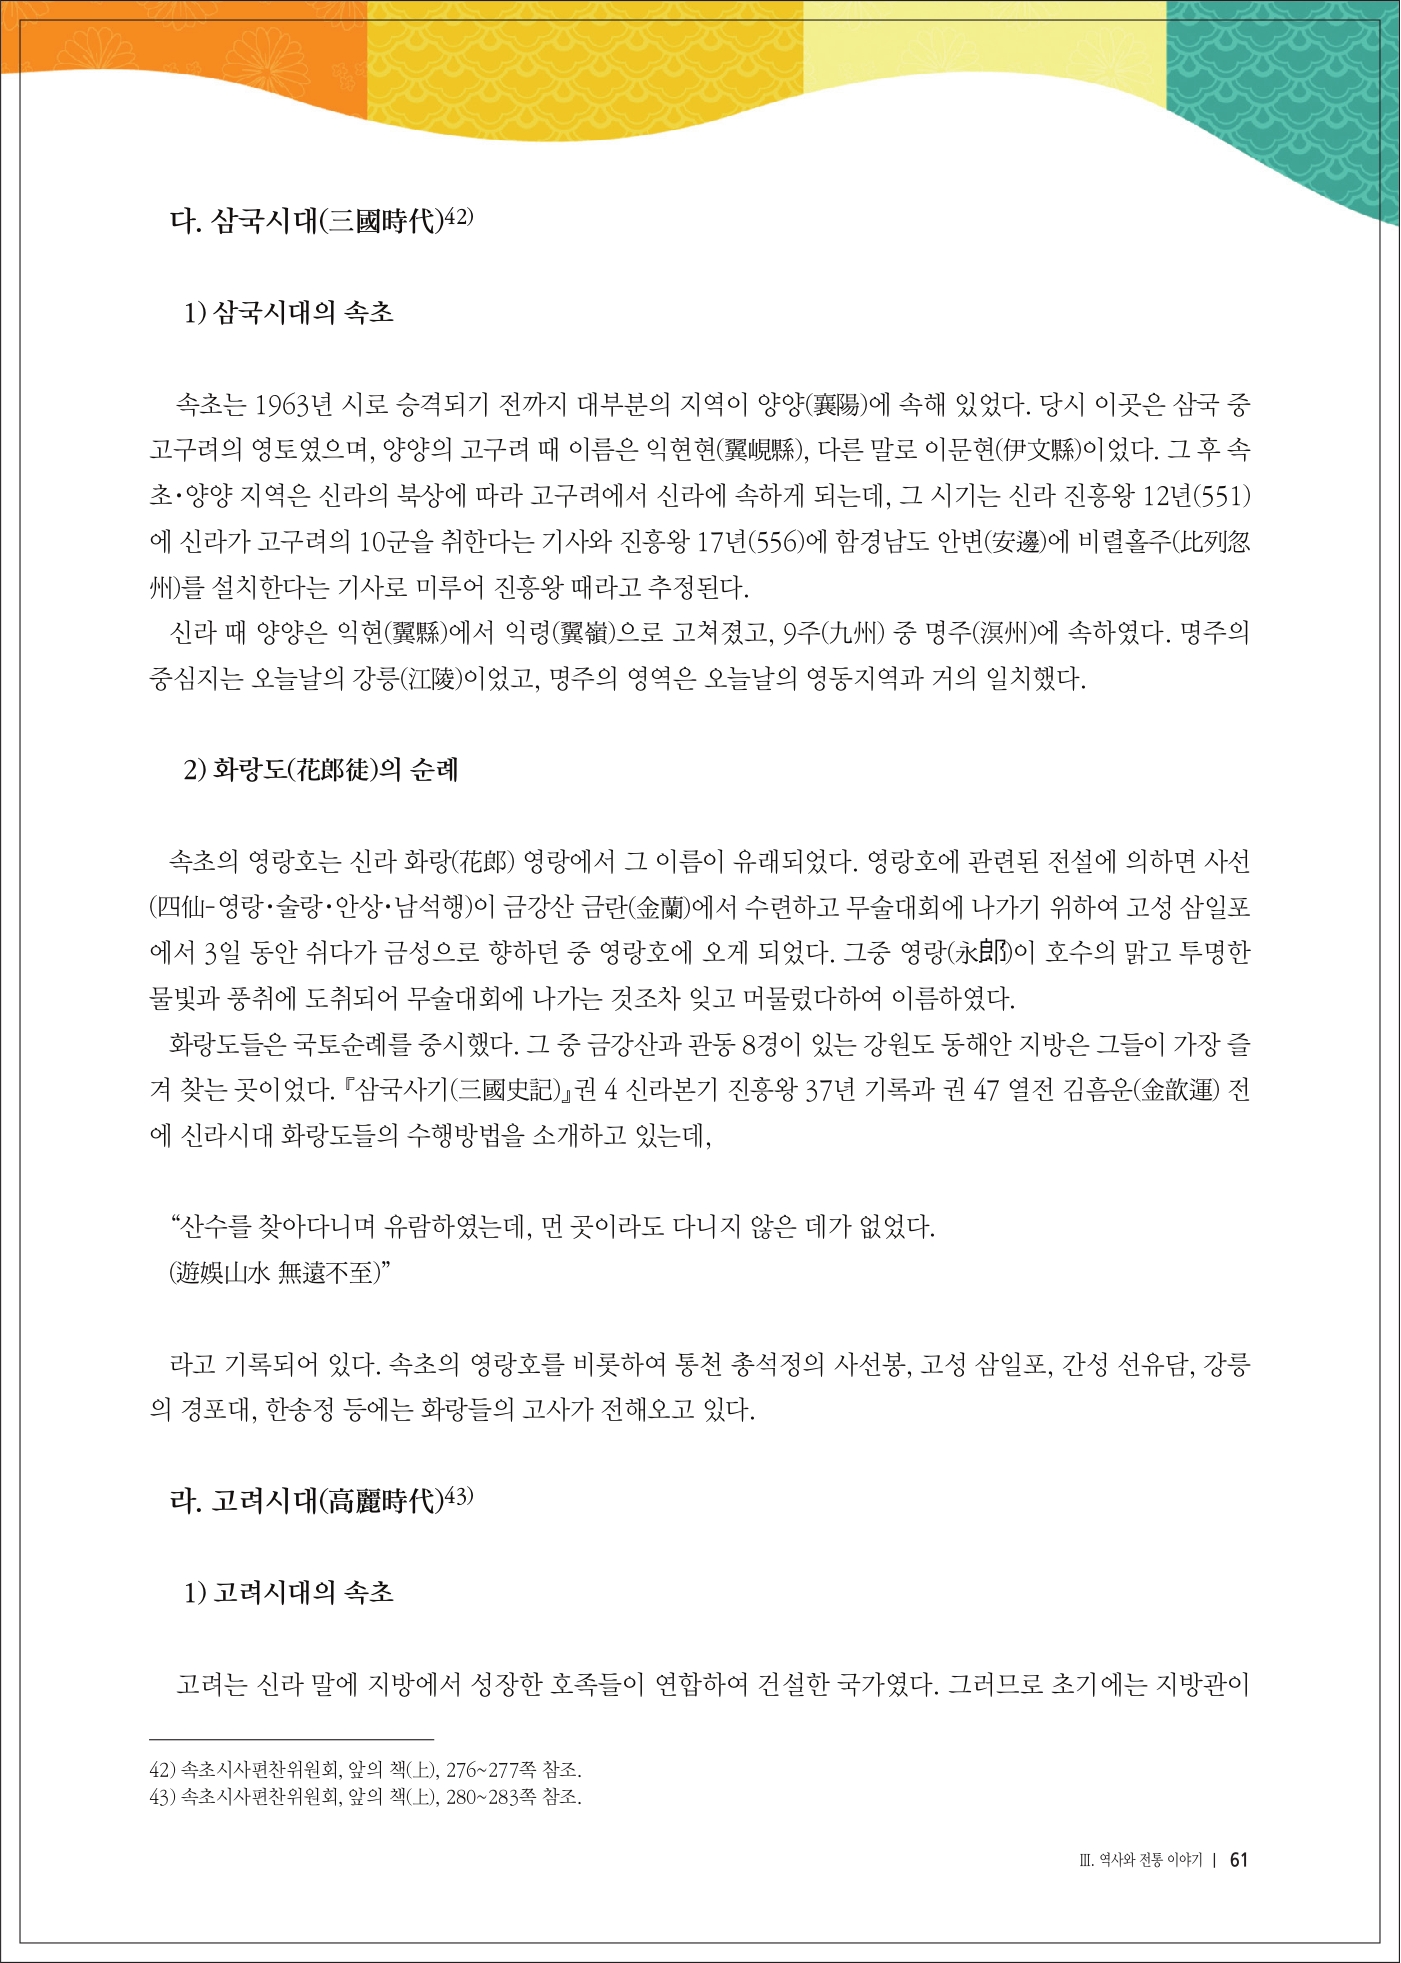 다. 삼국시대(三國時代)42)
1) 삼국시대의 속초
속초는 1963년 시로 승격되기 전까지 대부분의 지역이 양양(襄陽)에 속해 있었다. 당시 이곳은 삼국 중
고구려의 영토였으며, 양양의 고구려 때 이름은 익현현(翼峴縣), 다른 말로 이문현(伊文縣)이었다. 그 후 속
초·양양 지역은 신라의 북상에 따라 고구려에서 신라에 속하게 되는데, 그 시기는 신라 진흥왕 12년(551)
에 신라가 고구려의 10군을 취한다는 기사와 진흥왕 17년(556)에 함경남도 안변(安邊)에 비렬홀주(比列忽
州)를 설치한다는 기사로 미루어 진흥왕 때라고 추정된다.
신라 때 양양은 익현(翼縣)에서 익령(翼嶺)으로 고쳐졌고, 9주(九州) 중 명주(溟州)에 속하였다. 명주의
중심지는 오늘날의 강릉(江陵)이었고, 명주의 영역은 오늘날의 영동지역과 거의 일치했다.
2) 화랑도(花郎徒)의 순례
속초의 영랑호는 신라 화랑(花郎) 영랑에서 그 이름이 유래되었다. 영랑호에 관련된 전설에 의하면 사선
(四仙-영랑·술랑·안상·남석행)이 금강산 금란(金蘭)에서 수련하고 무술대회에 나가기 위하여 고성 삼일포
에서 3일 동안 쉬다가 금성으로 향하던 중 영랑호에 오게 되었다. 그중 영랑(永郎)이 호수의 맑고 투명한
물빛과 풍취에 도취되어 무술대회에 나가는 것조차 잊고 머물렀다하여 이름하였다.
화랑도들은 국토순례를 중시했다. 그 중 금강산과 관동 8경이 있는 강원도 동해안 지방은 그들이 가장 즐
겨 찾는 곳이었다. 『삼국사기(三國史記)』권 4 신라본기 진흥왕 37년 기록과 권 47 열전 김흠운(金歆運) 전
에 신라시대 화랑도들의 수행방법을 소개하고 있는데,
“산수를 찾아다니며 유람하였는데, 먼 곳이라도 다니지 않은 데가 없었다.
(遊娛山水 無遠不至)”
라고 기록되어 있다. 속초의 영랑호를 비롯하여 통천 총석정의 사선봉, 고성 삼일포, 간성 선유담, 강릉
의 경포대, 한송정 등에는 화랑들의 고사가 전해오고 있다.
라. 고려시대(高麗時代)43)
1) 고려시대의 속초
고려는 신라 말에 지방에서 성장한 호족들이 연합하여 건설한 국가였다. 그러므로 초기에는 지방관이
42) 속초시사편찬위원회, 앞의 책(上), 276~277쪽 참조.
43) 속초시사편찬위원회, 앞의 책(上), 280~283쪽 참조.
Ⅲ. 역사와 전통 이야기 | 61